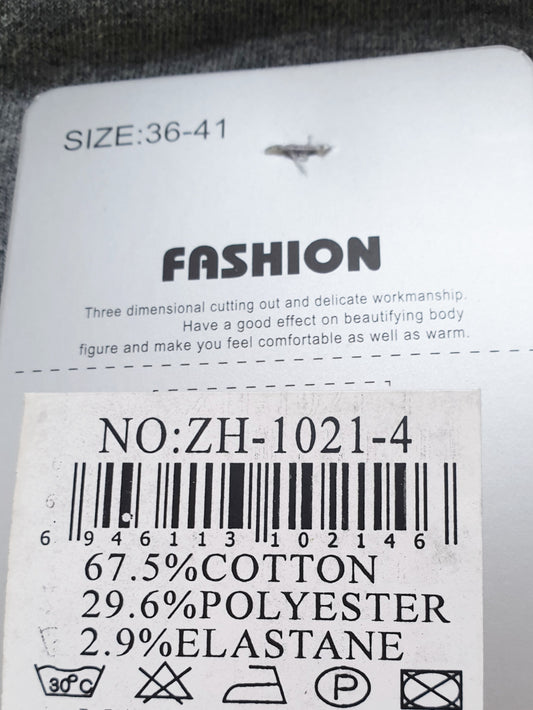 SIZE:36-41
FASHION
Three dimensional cutting out and delicate workmanship.
Have a good effect on beautifying body
figure and make you feel comfortable as well as warm.
NO:ZH-1021-4
6 946113 102146
67.5%COTTON
29.6%POLYESTER
2.9%ELASTANE
30°C P